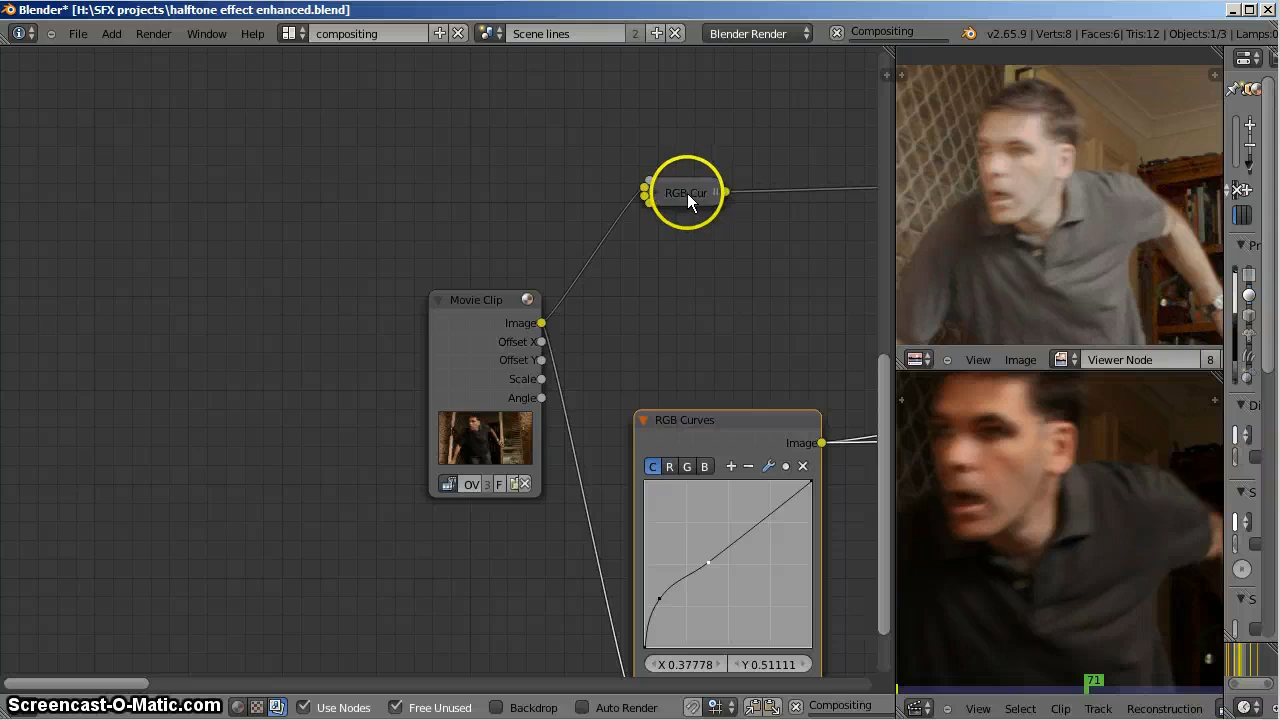 Blender* [H:\SFX projects\halftone effect enhanced.blend]
File Add Render Window Help compositing Scene lines 2 Blender Render Compositing v2.65.9 | Verts:8 | Faces:6| Tris:12 | Objects:1/3 | Lamps:0
RGB Cur
Movie Clip
Image
Offset X
Offset Y
Scale
Angle
OV 3 F
RGB Curves
Image
C R G B
X 0.37778 Y 0.51111
View Image Viewer Node 8
Pr
Di
S
S
71
Screencast-O-Matic.com
Use Nodes Free Unused Backdrop Auto Render Compositing
View Select Clip Track Reconstruction